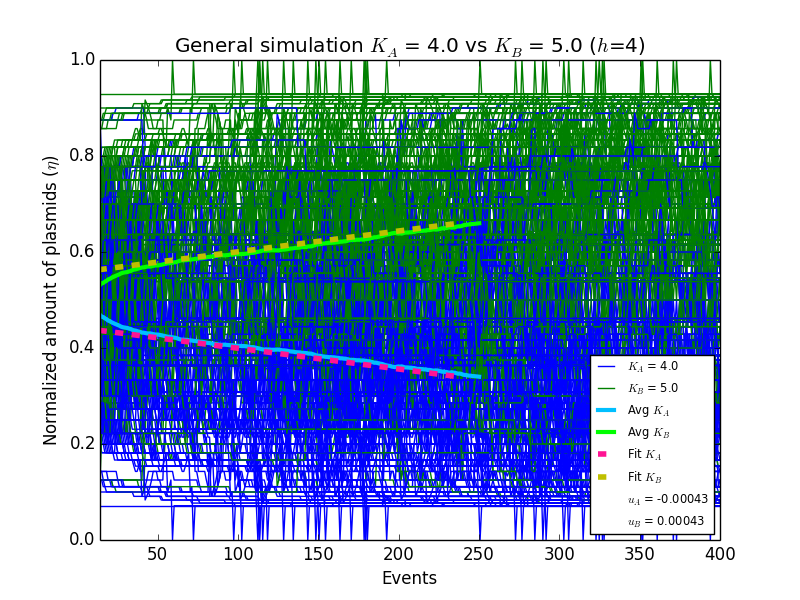 General simulation K_A = 4.0 vs K_B = 5.0 (h=4)
1.0
0.8
0.6
0.4
0.2
0.0
Normalized amount of plasmids (η)
K_A = 4.0
K_B = 5.0
Avg K_A
Avg K_B
Fit K_A
Fit K_B
u_A = -0.00043
u_B = 0.00043
50 100 150 200 250 300 350 400
Events